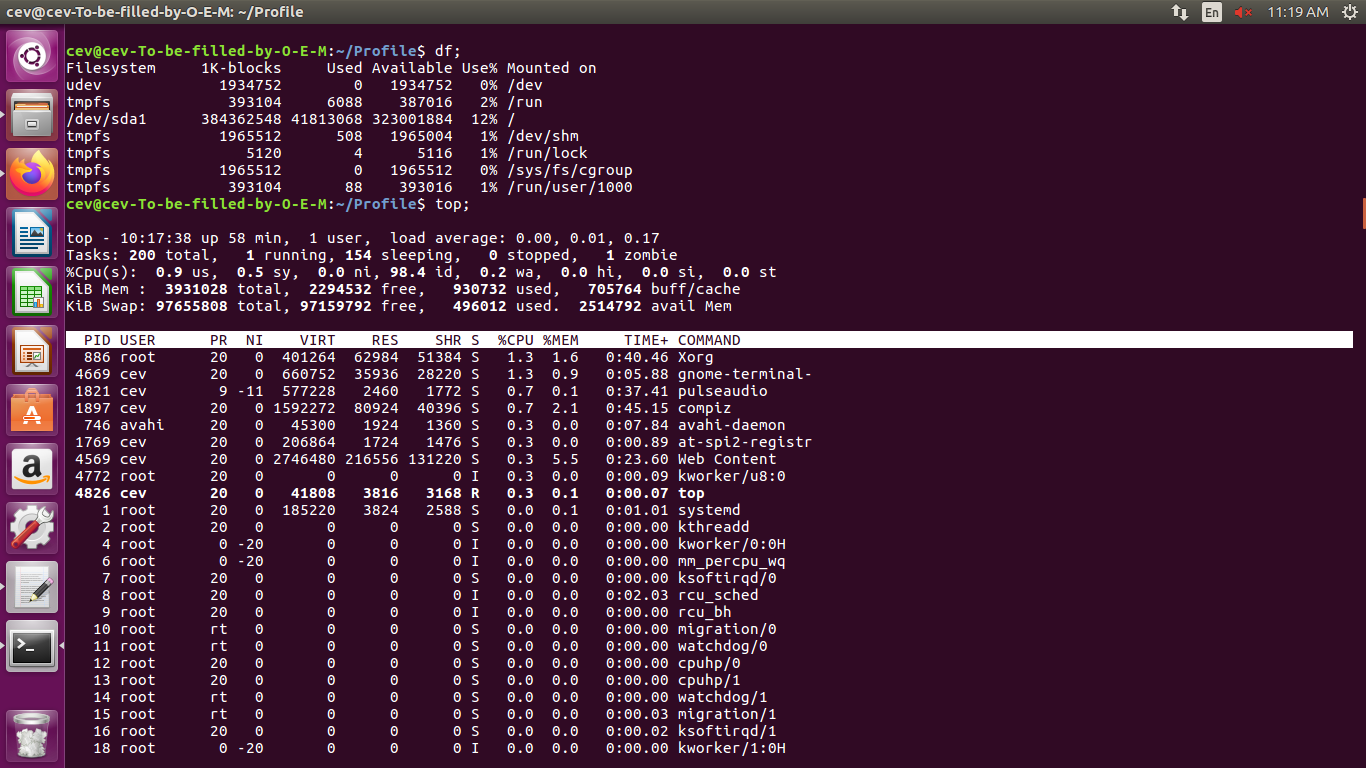 cev@cev-To-be-filled-by-O-E-M: ~/Profile
En
11:19 AM
cev@cev-To-be-filled-by-O-E-M:~/Profile$ df;
Filesystem     1K-blocks     Used Available Use% Mounted on
udev             1934752        0   1934752   0% /dev
tmpfs             393104     6088    387016   2% /run
/dev/sda1      384362548 41813068 323001884  12% /
tmpfs            1965512      508   1965004   1% /dev/shm
tmpfs               5120        4      5116   1% /run/lock
tmpfs            1965512        0   1965512   0% /sys/fs/cgroup
tmpfs             393104       88    393016   1% /run/user/1000
cev@cev-To-be-filled-by-O-E-M:~/Profile$ top;
top - 10:17:38 up 58 min,  1 user,  load average: 0.00, 0.01, 0.17
Tasks: 200 total,   1 running, 154 sleeping,   0 stopped,   1 zombie
%Cpu(s):  0.9 us,  0.5 sy,  0.0 ni, 98.4 id,  0.2 wa,  0.0 hi,  0.0 si,  0.0 st
KiB Mem :  3931028 total,  2294532 free,   930732 used,   705764 buff/cache
KiB Swap: 97655808 total, 97159792 free,   496012 used.  2514792 avail Mem
  PID USER      PR  NI    VIRT    RES    SHR S  %CPU %MEM     TIME+ COMMAND
  886 root      20   0  401264  62984  51384 S   1.3  1.6   0:40.46 Xorg
 4669 cev       20   0  660752  35936  28220 S   1.3  0.9   0:05.88 gnome-terminal-
 1821 cev        9 -11  577228   2460   1772 S   0.7  0.1   0:37.41 pulseaudio
 1897 cev       20   0 1592272  80924  40396 S   0.7  2.1   0:45.15 compiz
  746 avahi     20   0   45300   1924   1360 S   0.3  0.0   0:07.84 avahi-daemon
 1769 cev       20   0  206864   1724   1476 S   0.3  0.0   0:00.89 at-spi2-registr
 4569 cev       20   0 2746480 216556 131220 S   0.3  5.5   0:23.60 Web Content
 4772 root      20   0       0      0      0 I   0.3  0.0   0:00.09 kworker/u8:0
 4826 cev       20   0   41808   3816   3168 R   0.3  0.1   0:00.07 top
    1 root      20   0  185220   3824   2588 S   0.0  0.1   0:01.01 systemd
    2 root      20   0       0      0      0 S   0.0  0.0   0:00.00 kthreadd
    4 root       0 -20       0      0      0 I   0.0  0.0   0:00.00 kworker/0:0H
    6 root       0 -20       0      0      0 I   0.0  0.0   0:00.00 mm_percpu_wq
    7 root      20   0       0      0      0 S   0.0  0.0   0:00.00 ksoftirqd/0
    8 root      20   0       0      0      0 I   0.0  0.0   0:02.03 rcu_sched
    9 root      20   0       0      0      0 I   0.0  0.0   0:00.00 rcu_bh
   10 root      rt   0       0      0      0 S   0.0  0.0   0:00.00 migration/0
   11 root      rt   0       0      0      0 S   0.0  0.0   0:00.00 watchdog/0
   12 root      20   0       0      0      0 S   0.0  0.0   0:00.00 cpuhp/0
   13 root      20   0       0      0      0 S   0.0  0.0   0:00.00 cpuhp/1
   14 root      rt   0       0      0      0 S   0.0  0.0   0:00.00 watchdog/1
   15 root      rt   0       0      0      0 S   0.0  0.0   0:00.03 migration/1
   16 root      20   0       0      0      0 S   0.0  0.0   0:00.02 ksoftirqd/1
   18 root       0 -20       0      0      0 I   0.0  0.0   0:00.00 kworker/1:0H